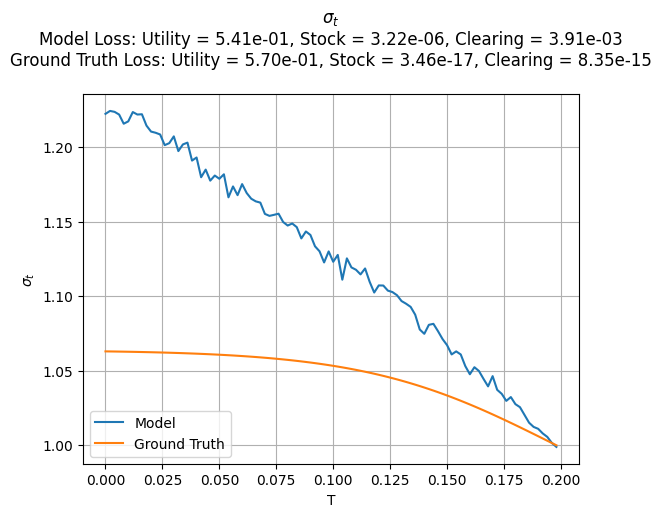 σ_t
Model Loss: Utility = 5.41e-01, Stock = 3.22e-06, Clearing = 3.91e-03
Ground Truth Loss: Utility = 5.70e-01, Stock = 3.46e-17, Clearing = 8.35e-15
1.20
1.15
1.10
1.05
1.00
σ_t
Model
Ground Truth
0.000 0.025 0.050 0.075 0.100 0.125 0.150 0.175 0.200
T